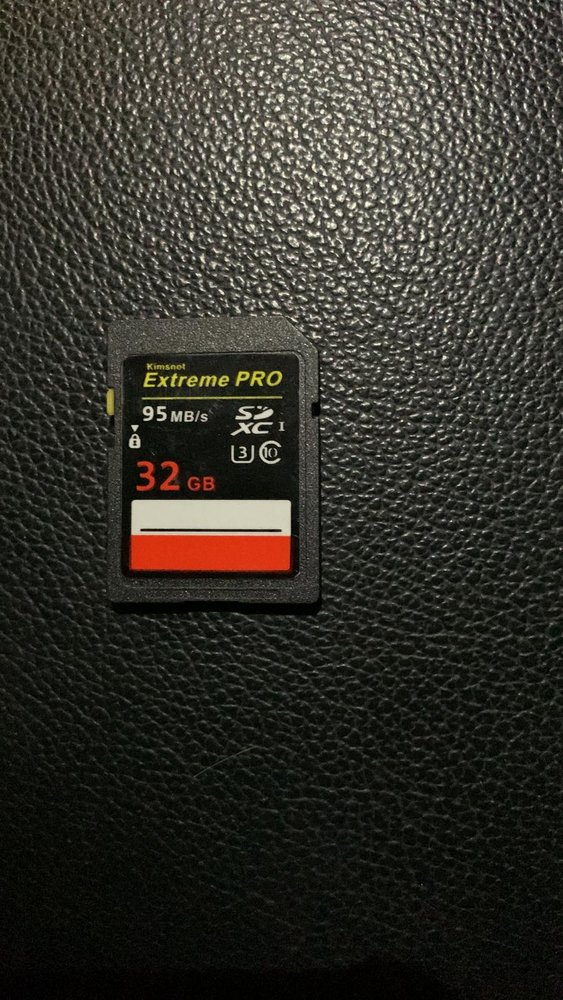 Kimsnot
Extreme PRO
95 MB/s
SD
XC I
3 10
32 GB